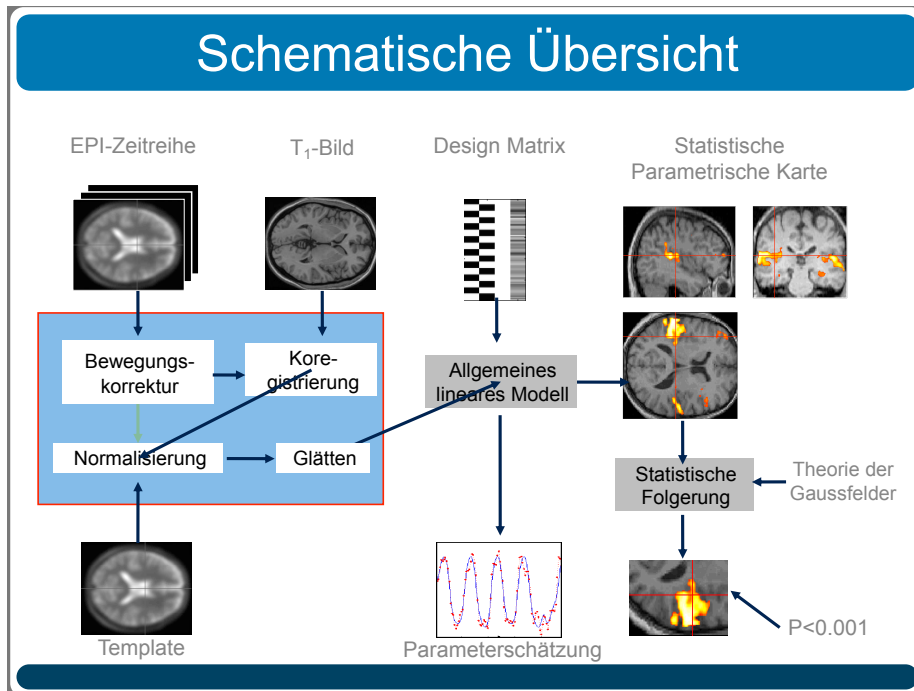 Schematische Übersicht
EPI-Zeitreihe
T1-Bild
Design Matrix
Statistische
Parametrische Karte
Bewegungs-
korrektur
Kore-
gistrierung
Allgemeines
lineares Modell
Normalisierung
Glätten
Statistische
Folgerung
Theorie der
Gaussfelder
Template
Parameterschätzung
P<0.001